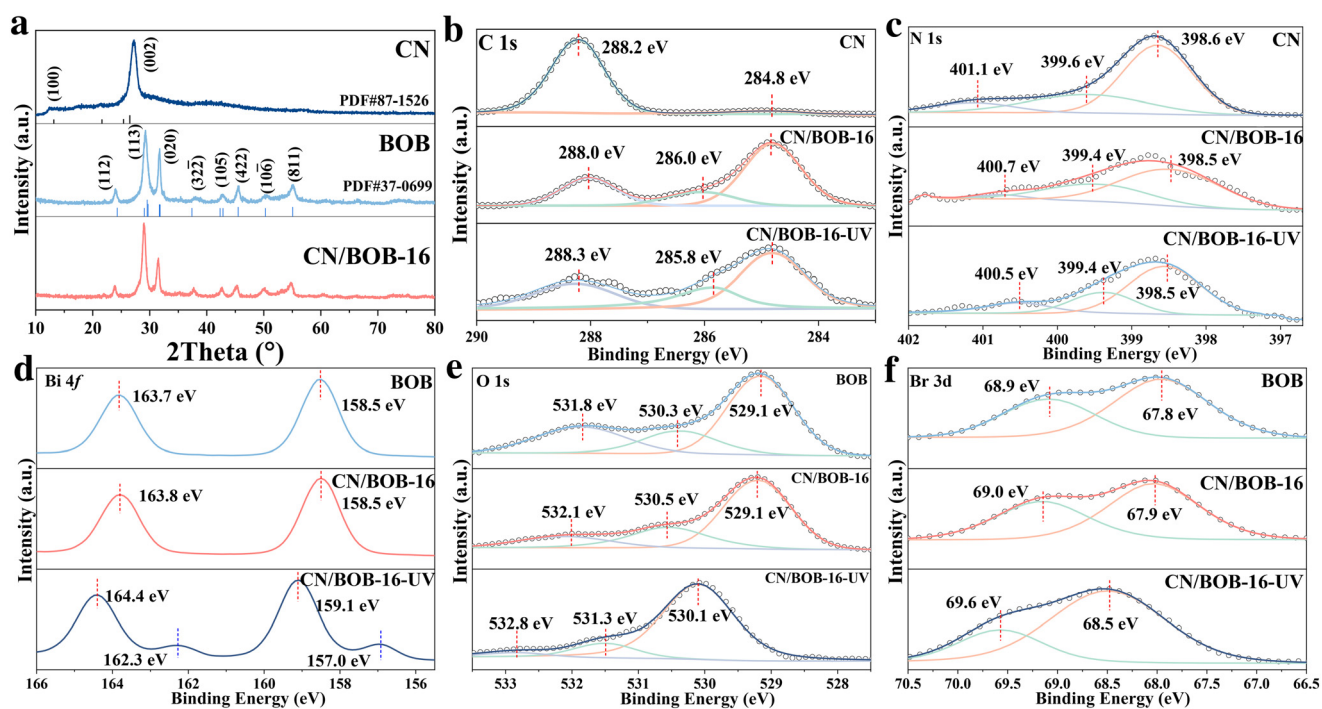 a
Intensity (a.u.)
(100)
(002)
CN
PDF#87-1526
(112)
(113)
(020)
(32̅2̅)
(105)
(422)
(106̅)
(811)
BOB
PDF#37-0699
CN/BOB-16
10 20 30 40 50 60 70 80
2Theta (°)
b
Intensity (a.u.)
C 1s
CN
288.2 eV
284.8 eV
CN/BOB-16
288.0 eV
286.0 eV
CN/BOB-16-UV
288.3 eV
285.8 eV
290 288 286 284
Binding Energy (eV)
c
Intensity (a.u.)
N 1s
CN
401.1 eV
399.6 eV
398.6 eV
CN/BOB-16
400.7 eV
399.4 eV
398.5 eV
CN/BOB-16-UV
400.5 eV
399.4 eV
398.5 eV
402 401 400 399 398 397
Binding Energy (eV)
d
Intensity (a.u.)
Bi 4f
BOB
163.7 eV
158.5 eV
CN/BOB-16
163.8 eV
158.5 eV
CN/BOB-16-UV
164.4 eV
159.1 eV
162.3 eV
157.0 eV
166 164 162 160 158 156
Binding Energy (eV)
e
Intensity (a.u.)
O 1s
BOB
531.8 eV
530.3 eV
529.1 eV
CN/BOB-16
532.1 eV
530.5 eV
529.1 eV
CN/BOB-16-UV
532.8 eV
531.3 eV
530.1 eV
533 532 531 530 529 528
Binding Energy (eV)
f
Intensity (a.u.)
Br 3d
BOB
68.9 eV
67.8 eV
CN/BOB-16
69.0 eV
67.9 eV
CN/BOB-16-UV
69.6 eV
68.5 eV
70.5 70.0 69.5 69.0 68.5 68.0 67.5 67.0 66.5
Binding Energy (eV)